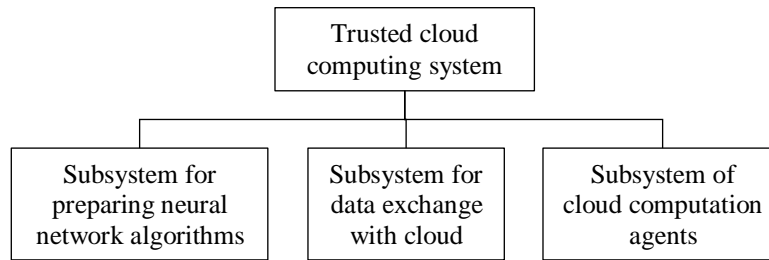 Trusted cloud
computing system
Subsystem for
preparing neural
network algorithms
Subsystem for
data exchange
with cloud
Subsystem of
cloud computation
agents